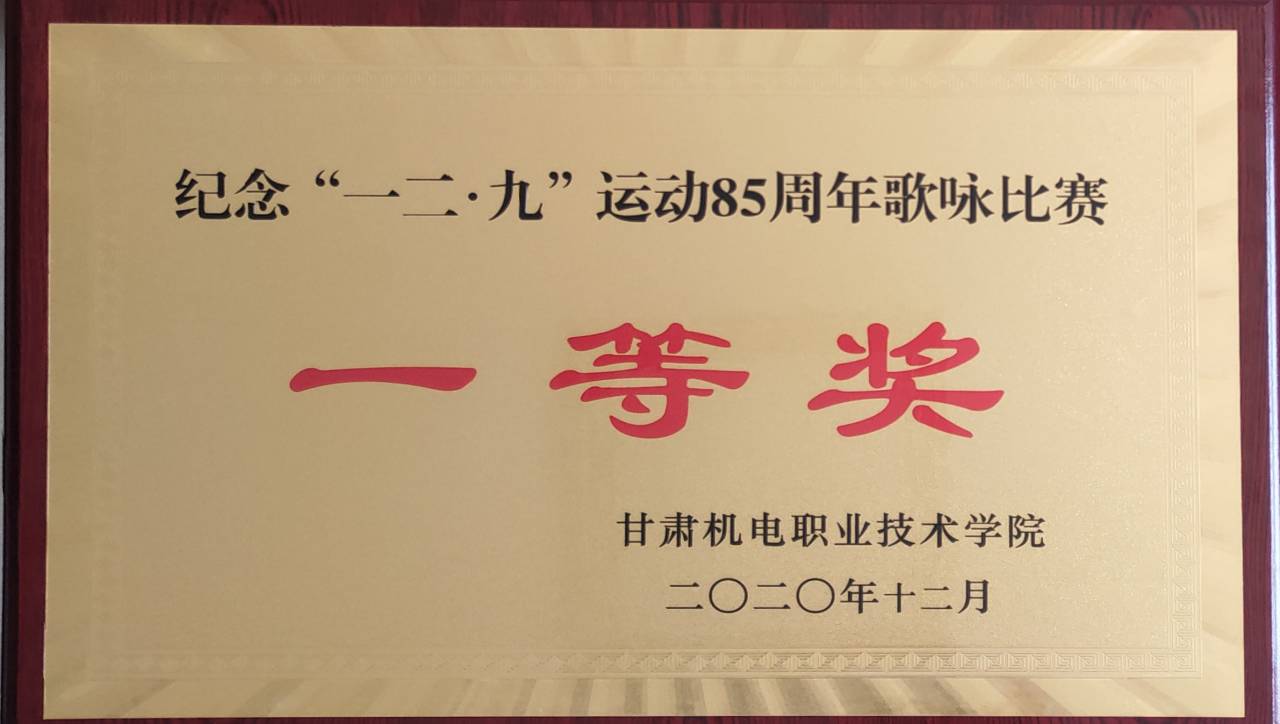 纪念“一二·九”运动85周年歌咏比赛
一等奖
甘肃机电职业技术学院
二〇二〇年十二月